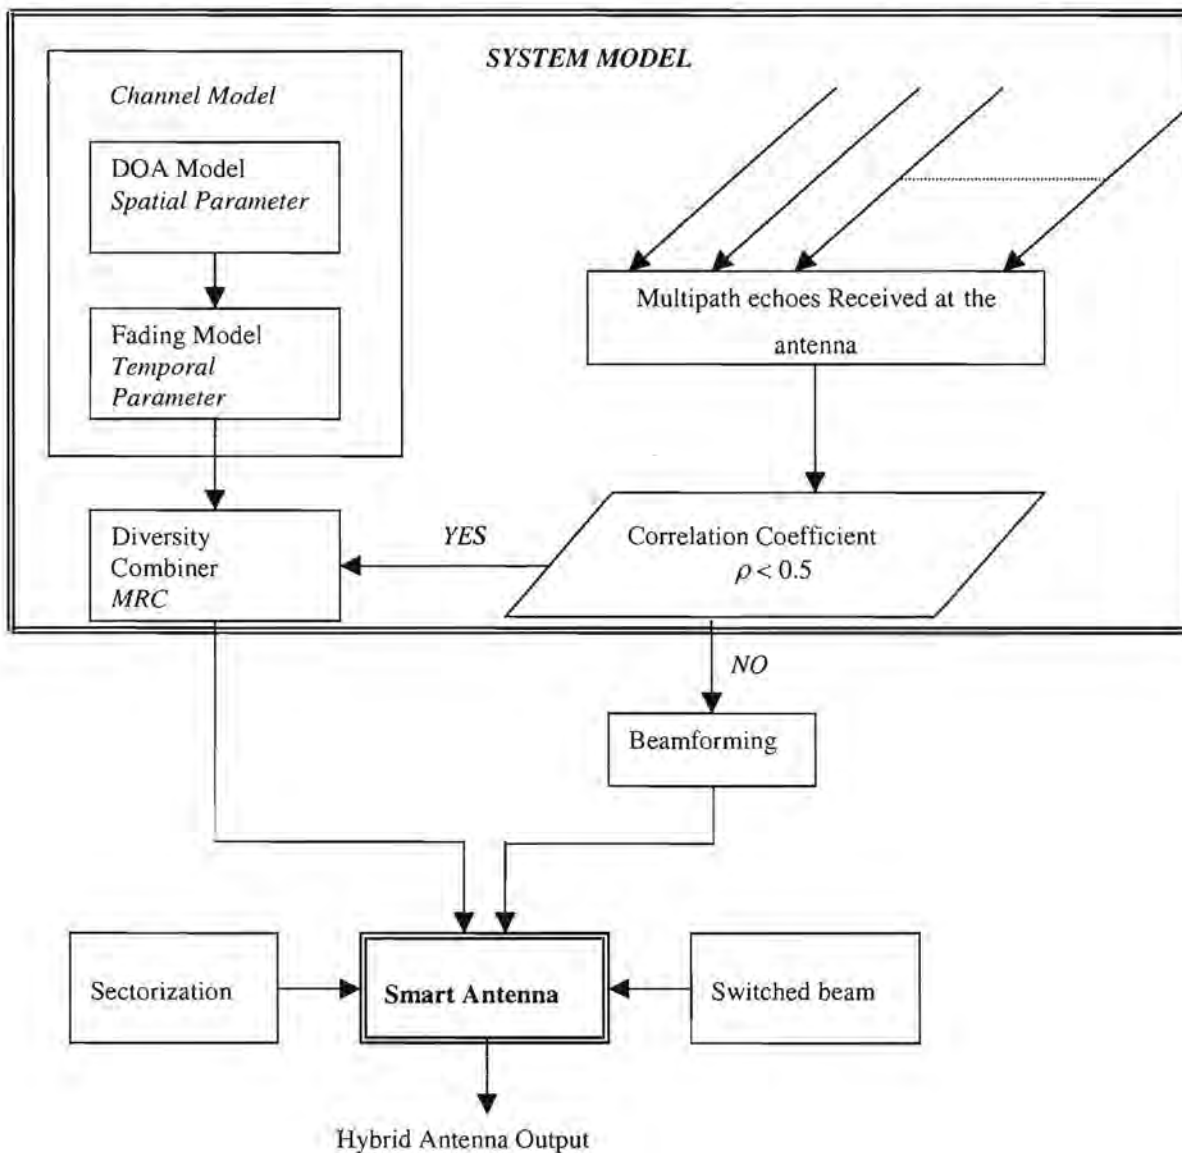 SYSTEM MODEL
Channel Model
DOA Model
Spatial Parameter
Fading Model
Temporal
Parameter
Multipath echoes Received at the
antenna
Diversity
Combiner
MRC
YES
Correlation Coefficient
ρ < 0.5
NO
Beamforming
Sectorization
Smart Antenna
Switched beam
Hybrid Antenna Output